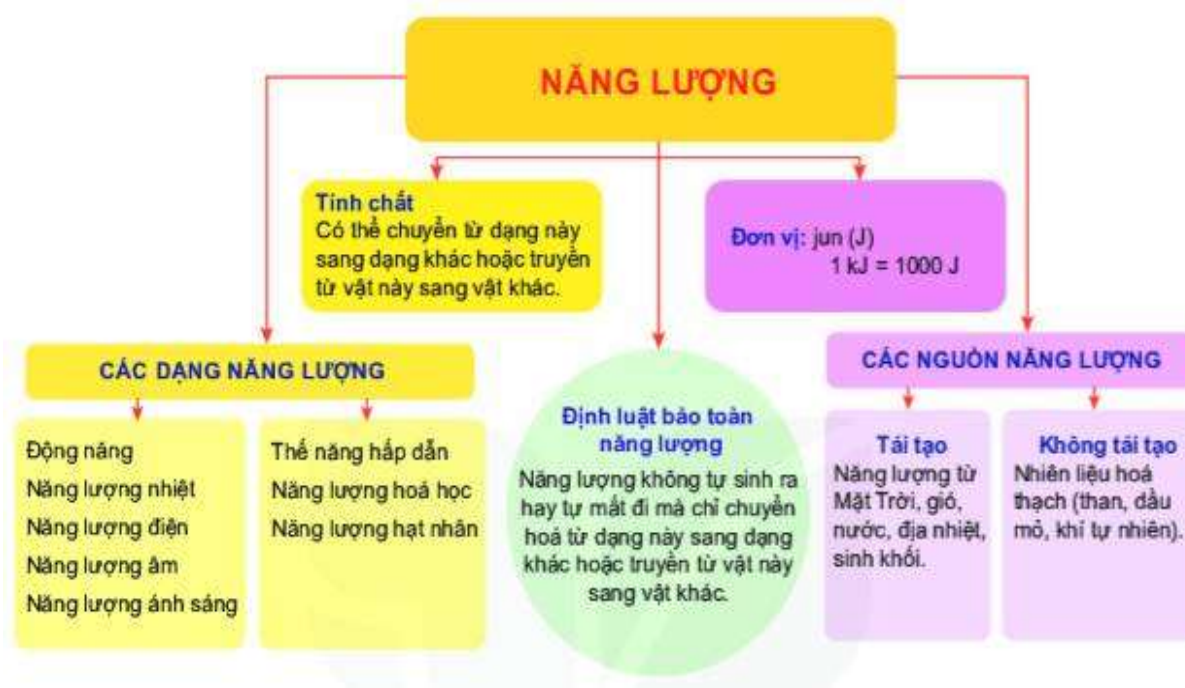 NĂNG LƯỢNG
Tính chất
Có thể chuyển từ dạng này
sang dạng khác hoặc truyền
từ vật này sang vật khác.
Đơn vị: jun (J)
1 kJ = 1000 J
CÁC DẠNG NĂNG LƯỢNG
Động năng
Năng lượng nhiệt
Năng lượng điện
Năng lượng âm
Năng lượng ánh sáng
Thế năng hấp dẫn
Năng lượng hoá học
Năng lượng hạt nhân
Định luật bảo toàn
năng lượng
Năng lượng không tự sinh ra
hay tự mất đi mà chỉ chuyển
hoá từ dạng này sang dạng
khác hoặc truyền từ vật này
sang vật khác.
CÁC NGUỒN NĂNG LƯỢNG
Tái tạo
Năng lượng từ
Mặt Trời, gió,
nước, địa nhiệt,
sinh khối.
Không tái tạo
Nhiên liệu hoá
thạch (than, dầu
mỏ, khí tự nhiên).